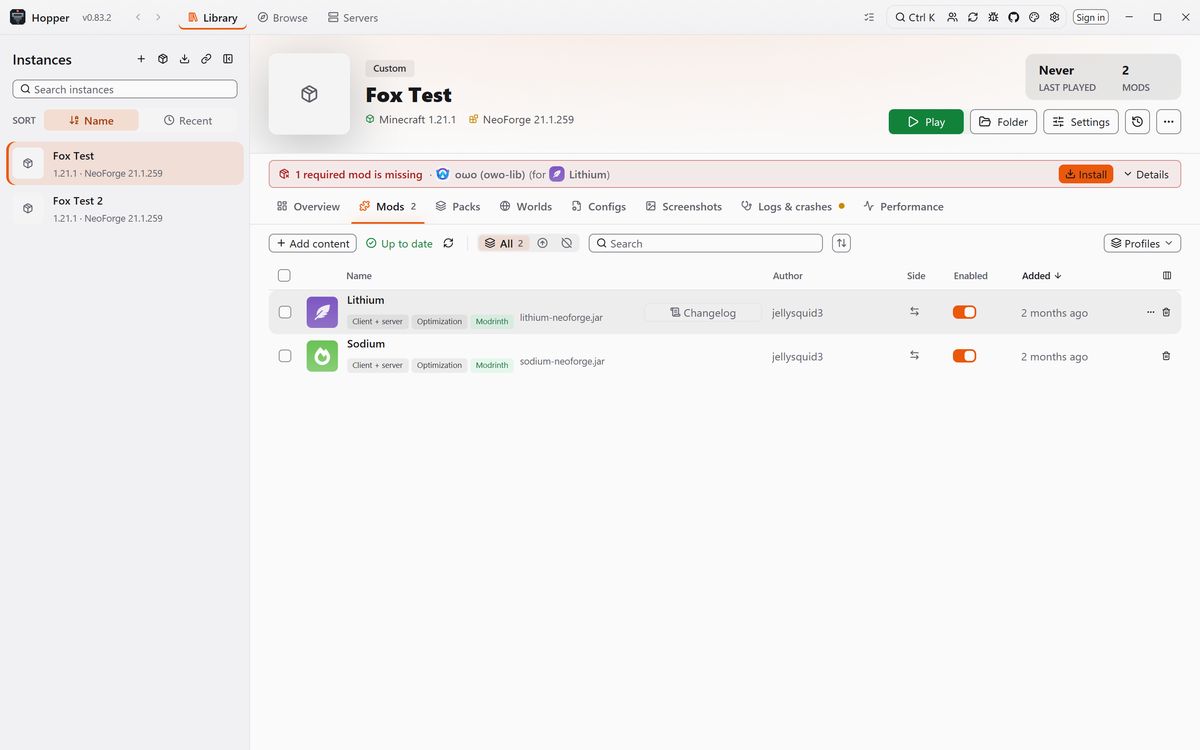 Hopper v0.83.2 Library Browse Servers Ctrl K Sign in
Instances
Search instances
SORT Name Recent
Fox Test
1.21.1 · NeoForge 21.1.259
Fox Test 2
1.21.1 · NeoForge 21.1.259
Custom
Fox Test
Minecraft 1.21.1 NeoForge 21.1.259
Never 2
LAST PLAYED MODS
Play Folder Settings
1 required mod is missing · owo (owo-lib) (for Lithium) Install Details
Overview Mods 2 Packs Worlds Configs Screenshots Logs & crashes Performance
+ Add content Up to date All 2 Search Profiles
Name Author Side Enabled Added ↓
Lithium
Client + server Optimization Modrinth lithium-neoforge.jar Changelog jellysquid3 2 months ago
Sodium
Client + server Optimization Modrinth sodium-neoforge.jar jellysquid3 2 months ago